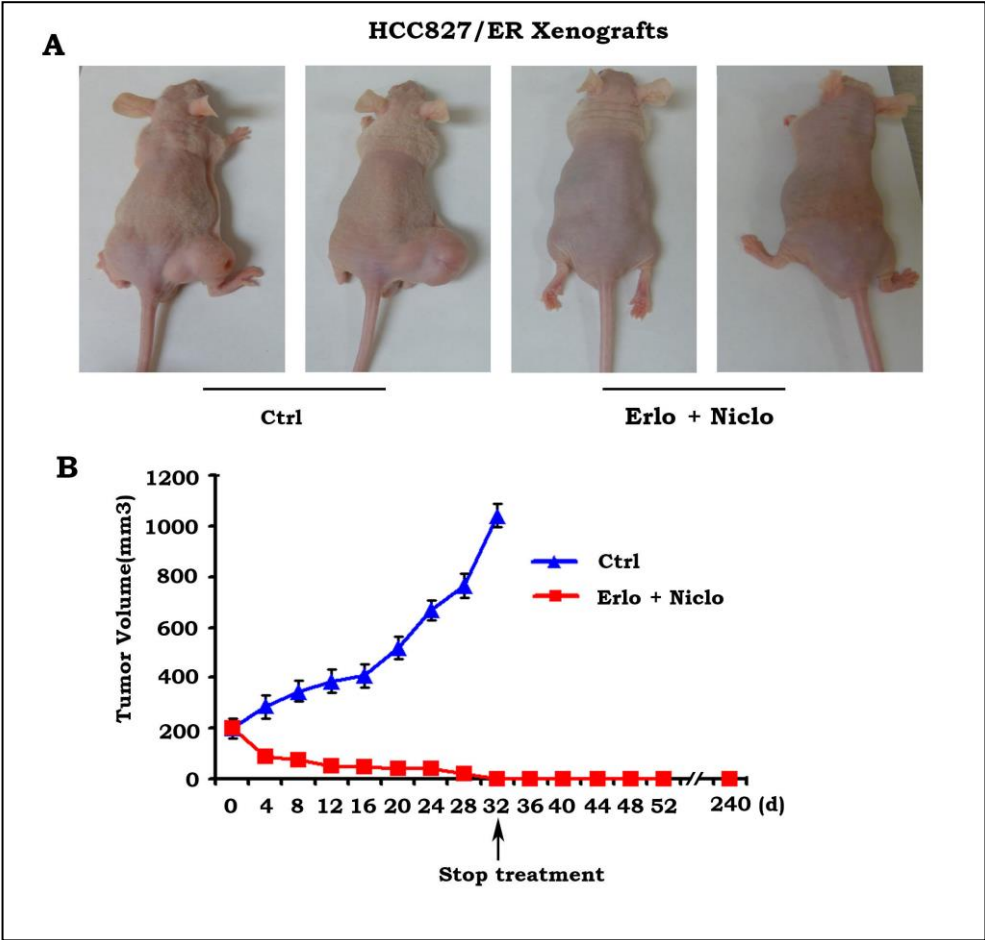 HCC827/ER Xenografts
A
Ctrl
Erlo + Niclo
B
Tumor Volume(mm3)
1200
1000
800
600
400
200
0
Ctrl
Erlo + Niclo
0 4 8 12 16 20 24 28 32 36 40 44 48 52 240 (d)
Stop treatment